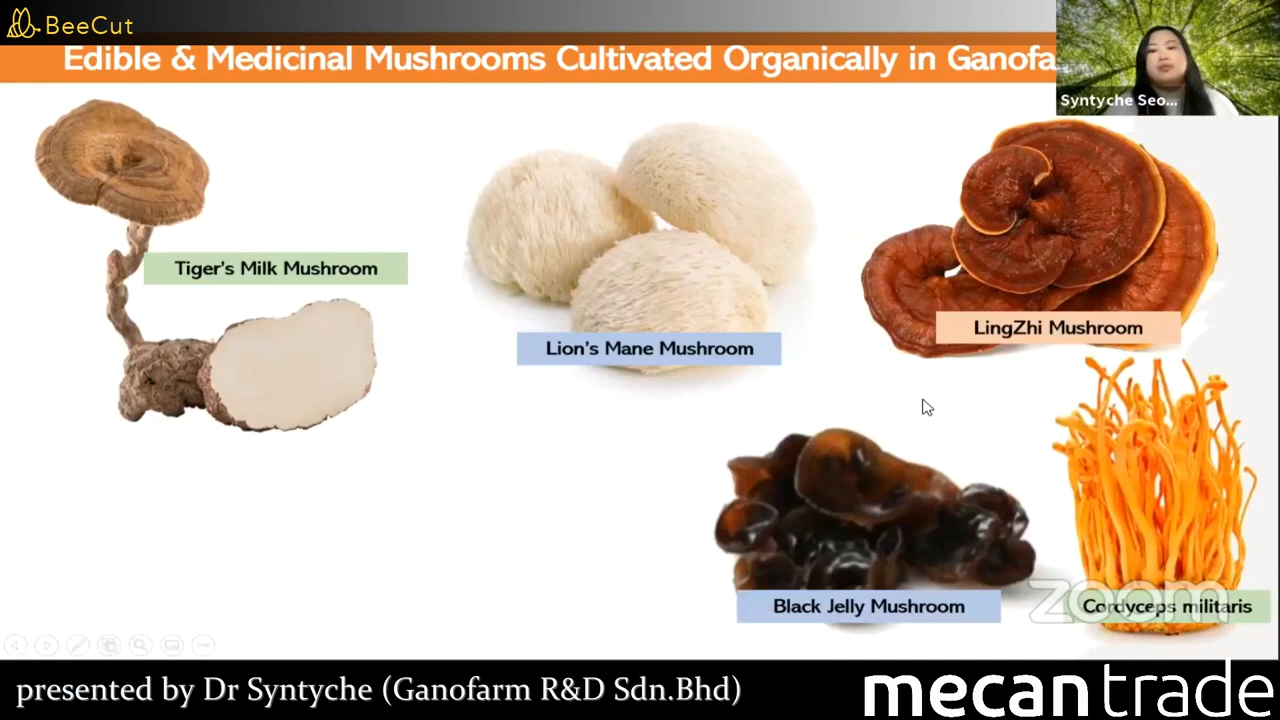 BeeCut
Edible & Medicinal Mushrooms Cultivated Organically in Ganofa
Syntyche Seo...
Tiger's Milk Mushroom
LingZhi Mushroom
Lion's Mane Mushroom
Black Jelly Mushroom
Cordyceps militaris
zoom
presented by Dr Syntyche (Ganofarm R&D Sdn.Bhd)
mecantrade